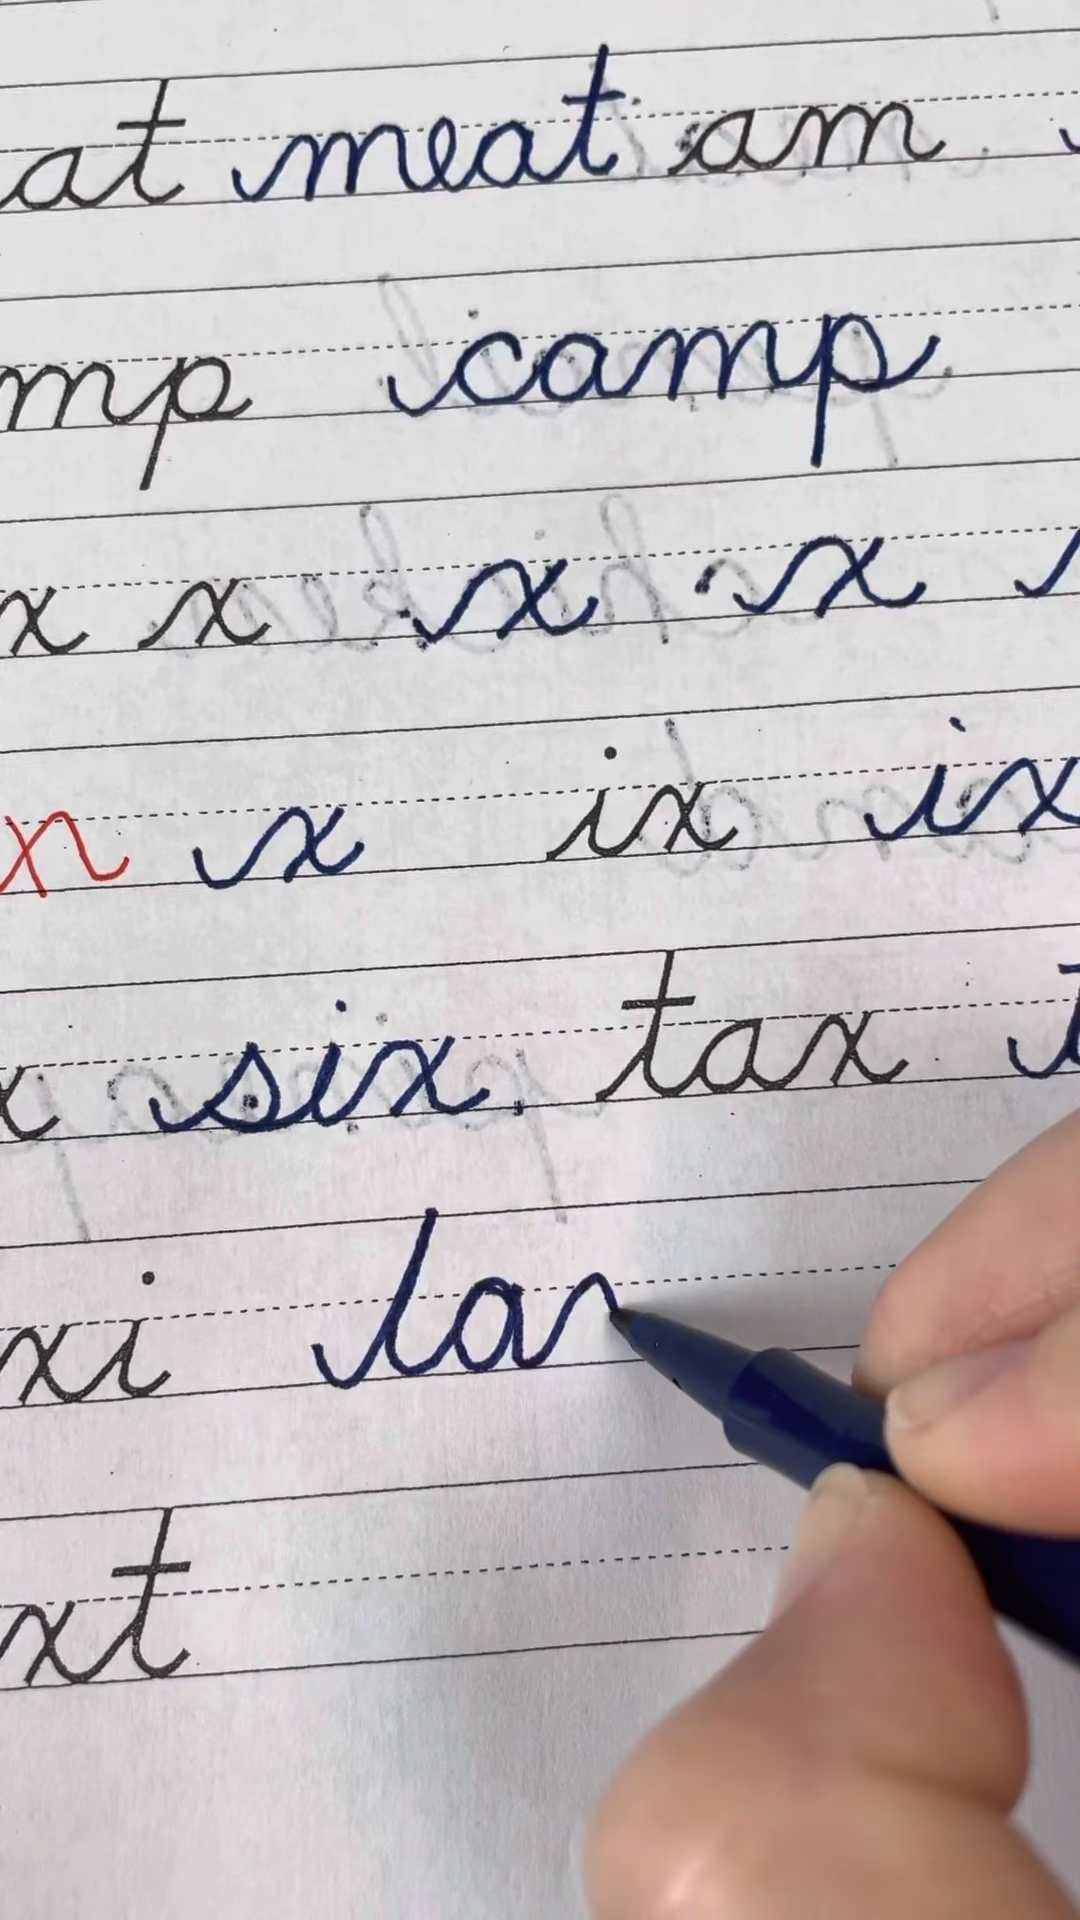 at meat am
mp camp
x x x x
x n x ix ix
x six tax t
xi la
xt